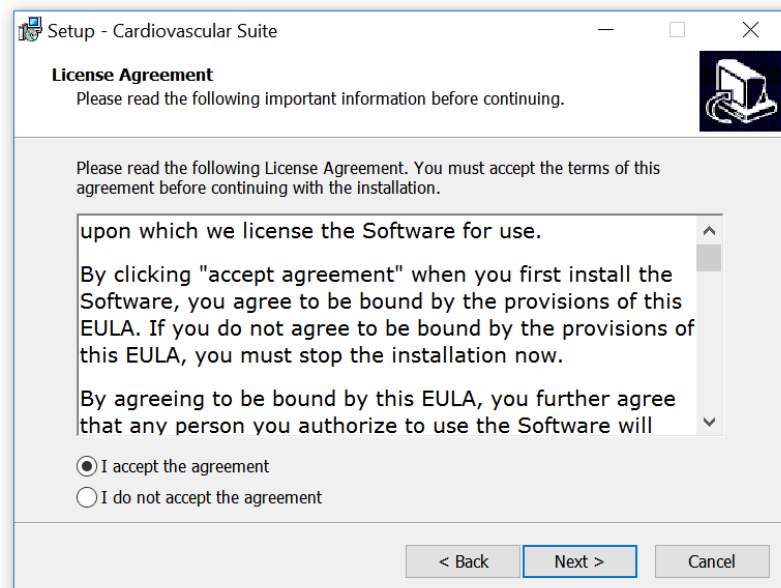 Setup - Cardiovascular Suite
License Agreement
Please read the following important information before continuing.
Please read the following License Agreement. You must accept the terms of this
agreement before continuing with the installation.
upon which we license the Software for use.
By clicking "accept agreement" when you first install the
Software, you agree to be bound by the provisions of this
EULA. If you do not agree to be bound by the provisions of
this EULA, you must stop the installation now.
By agreeing to be bound by this EULA, you further agree
that any person you authorize to use the Software will
I accept the agreement
I do not accept the agreement
< Back
Next >
Cancel